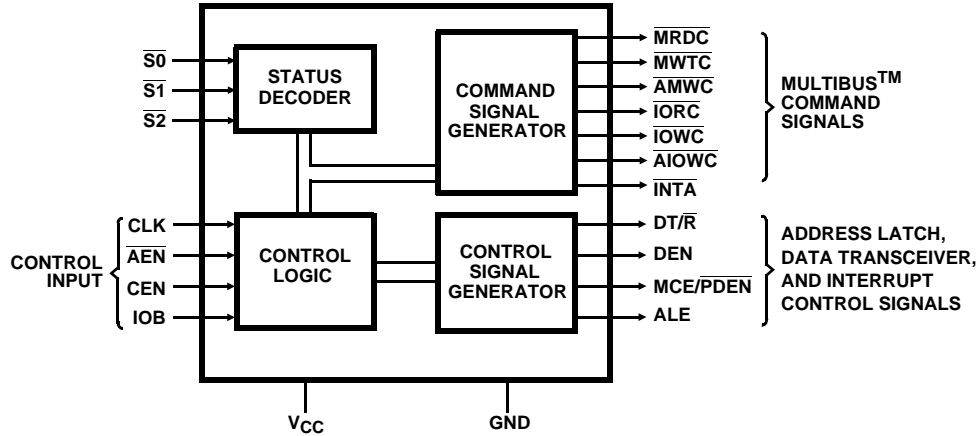 S0
S1
S2
STATUS
DECODER
COMMAND
SIGNAL
GENERATOR
MRDC
MWTC
AMWC
IORC
IOWC
AIOWC
INTA
MULTIBUS™
COMMAND
SIGNALS
CONTROL
INPUT
CLK
AEN
CEN
IOB
CONTROL
LOGIC
CONTROL
SIGNAL
GENERATOR
DT/R
DEN
MCE/PDEN
ALE
ADDRESS LATCH,
DATA TRANSCEIVER,
AND INTERRUPT
CONTROL SIGNALS
VCC
GND